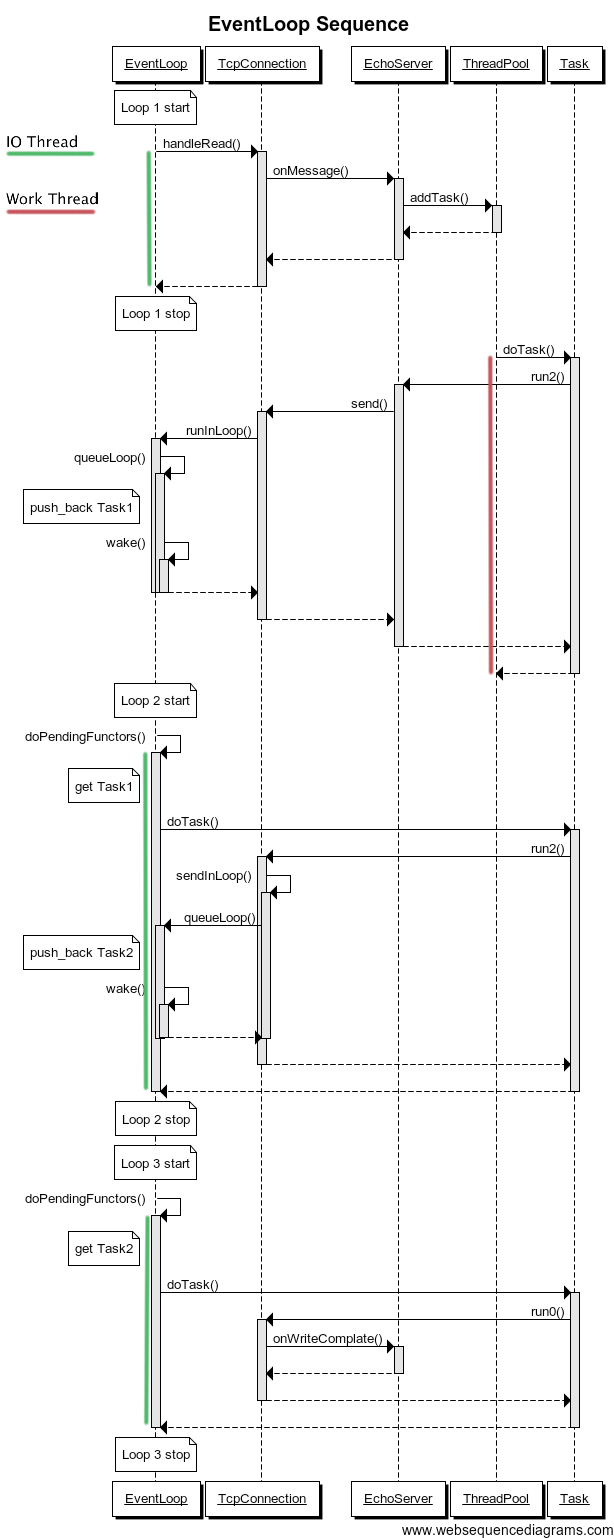 EventLoop Sequence
EventLoop TcpConnection EchoServer ThreadPool Task
Loop 1 start
IO Thread
handleRead()
onMessage()
Work Thread
addTask()
Loop 1 stop
doTask()
run2()
send()
runInLoop()
queueLoop()
push_back Task1
wake()
Loop 2 start
doPendingFunctors()
get Task1
doTask()
run2()
sendInLoop()
queueLoop()
push_back Task2
wake()
Loop 2 stop
Loop 3 start
doPendingFunctors()
get Task2
doTask()
run0()
onWriteComplate()
Loop 3 stop
EventLoop TcpConnection EchoServer ThreadPool Task
www.websequencediagrams.com